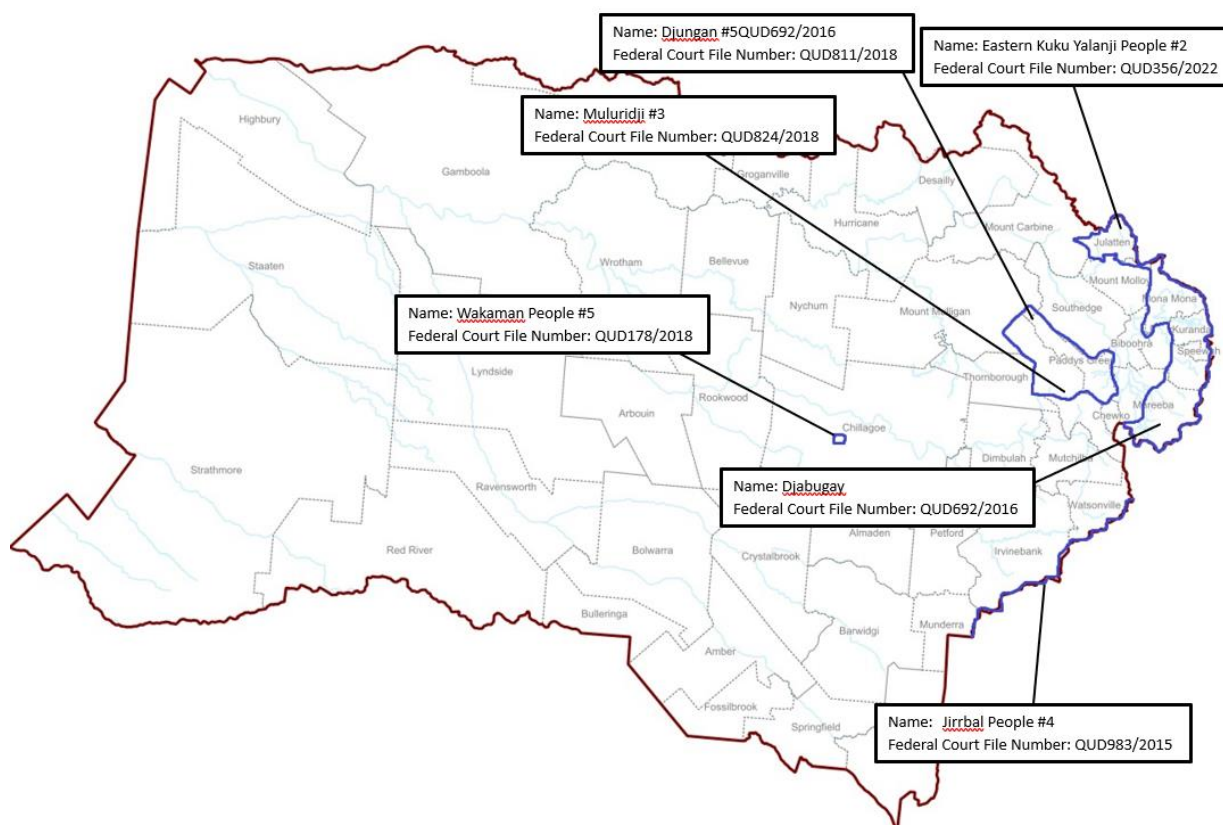 Name: Djungan #5QUD692/2016
Federal Court File Number: QUD811/2018
Name: Eastern Kuku Yalanji People #2
Federal Court File Number: QUD356/2022
Name: Muluridji #3
Federal Court File Number: QUD824/2018
Highbury
Gamboola
Groganville
Desailly
Hurricane
Mount Carbine
Julatten
Staaten
Wrotham
Bellevue
Mount Molloy
Mona Mona
Nychum
Mount Mulligan
Southedge
Kuranda
Name: Wakaman People #5
Federal Court File Number: QUD178/2018
Biboohra
Speewah
Paddys Green
Lyndside
Thornborough
Rookwood
Arbouin
Mareeba
Chewko
Chillagoe
Strathmore
Dimbulah
Mutchilba
Ravensworth
Name: Djabugay
Federal Court File Number: QUD692/2016
Watsonville
Almaden
Petford
Red River
Bolwarra
Crystalbrook
Irvinebank
Bulleringa
Barwidgi
Munderra
Amber
Fossilbrook
Springfield
Name: Jirrbal People #4
Federal Court File Number: QUD983/2015